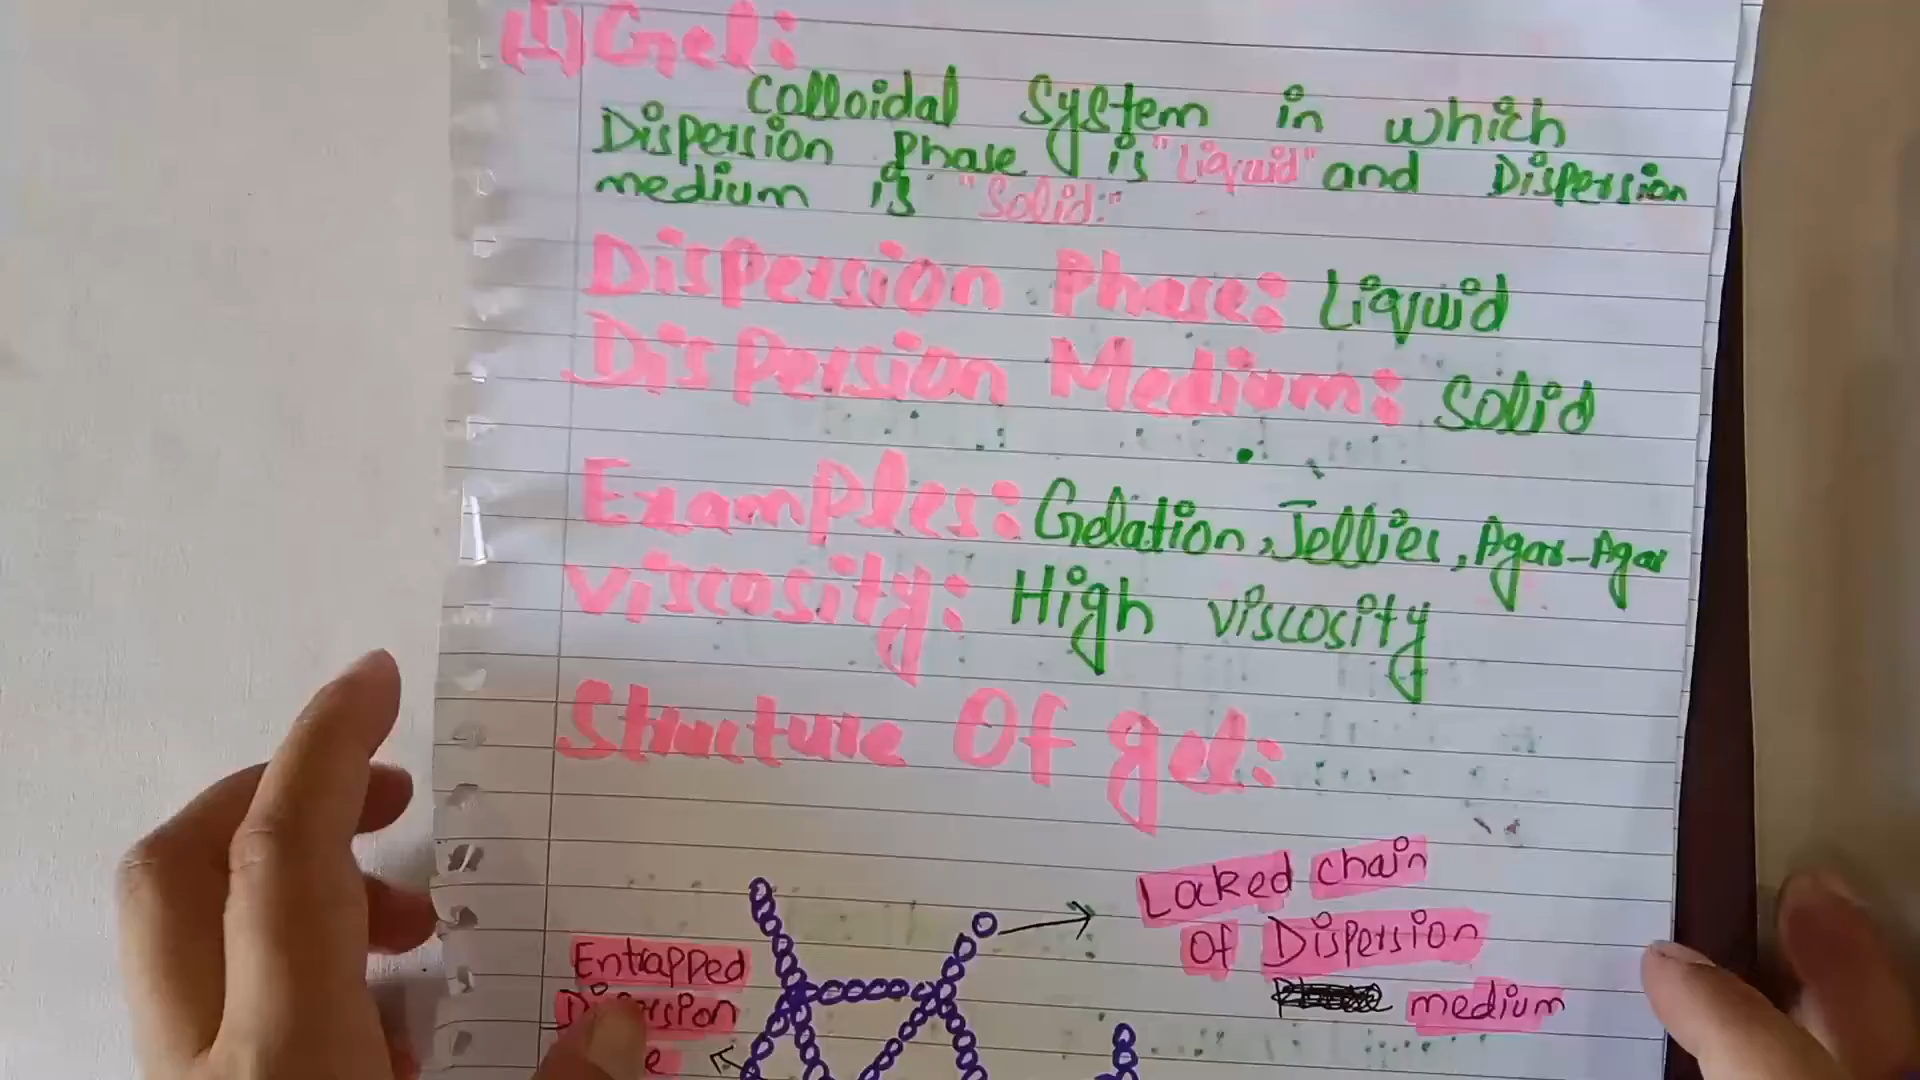 (1) Gel:
Colloidal System in which
Dispersion Phase is "Liquid" and Dispersion
medium is "Solid."
Dispersion Phase: Liquid
Dispersion Medium: Solid
Examples: Gelation, Jellies, Agar-Agar
Viscosity: High viscosity
Structure Of gel:
Locked chain
Of Dispersion
medium
Entrapped